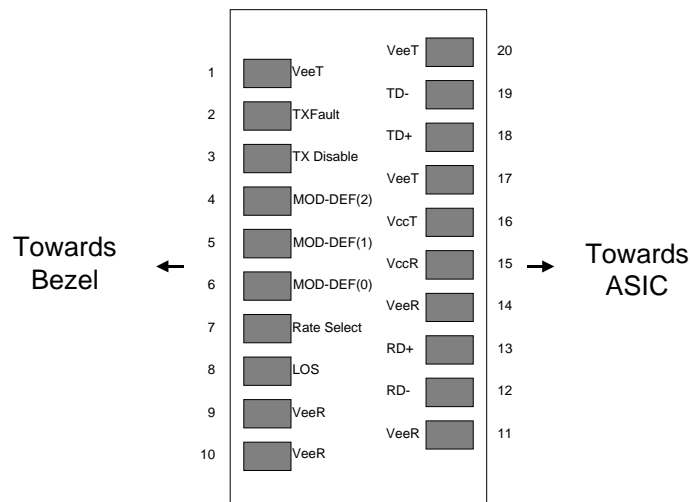 VeeT 20
1 VeeT
TD- 19
2 TXFault
TD+ 18
3 TX Disable
VeeT 17
4 MOD-DEF(2)
VccT 16
5 MOD-DEF(1)
Towards
Bezel
VccR 15
Towards
ASIC
6 MOD-DEF(0)
VeeR 14
7 Rate Select
RD+ 13
8 LOS
RD- 12
9 VeeR
VeeR 11
10 VeeR